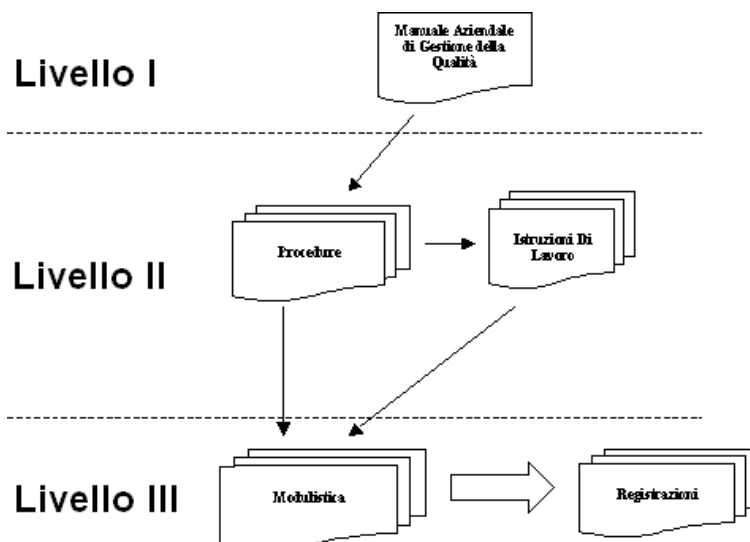 Manuale Aziendale
di Gestione della
Qualità
Livello I
Procedure
Istruzioni Di
Lavoro
Livello II
Livello III
Modulistica
Registrazioni